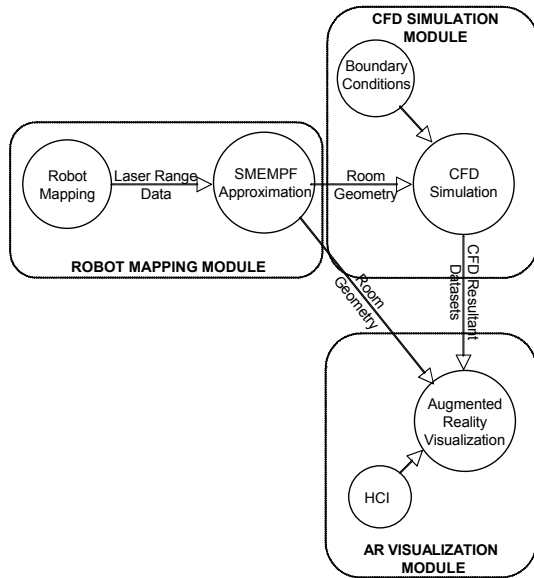 CFD SIMULATION
MODULE
Boundary
Conditions
Robot
Mapping
Laser Range
Data
SMEMPF
Approximation
Room
Geometry
CFD
Simulation
ROBOT MAPPING MODULE
Room
Geometry
CFD Resultant
Datasets
Augmented
Reality
Visualization
HCI
AR VISUALIZATION
MODULE